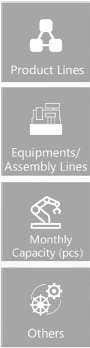 Product Lines
Equipments/
Assembly Lines
Monthly
Capacity (pcs)
Others